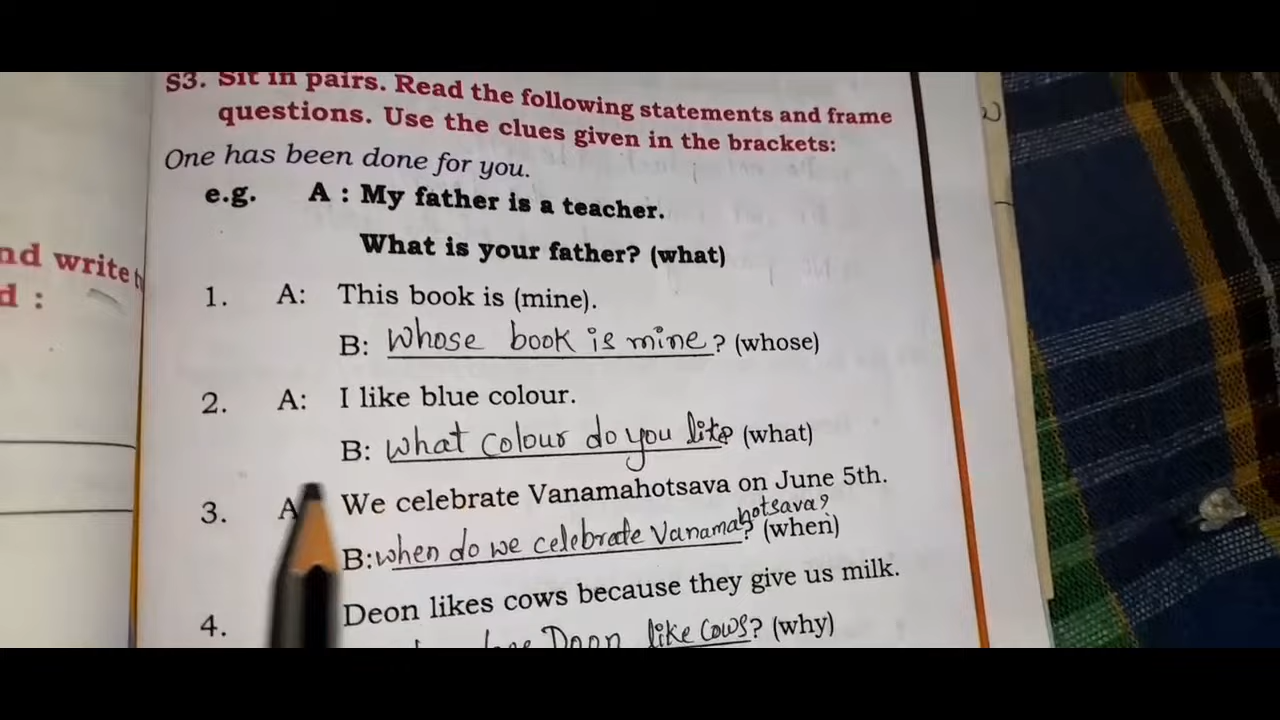 nd write
d :
S3. Sit in pairs. Read the following statements and frame
questions. Use the clues given in the brackets:
One has been done for you.
e.g. A : My father is a teacher.
What is your father? (what)
1. A: This book is (mine).
B: whose book is mine? (whose)
2. A: I like blue colour.
B: what colour do you like (what)
3. A We celebrate Vanamahotsava on June 5th.
B: when do we celebrate Vanamahotsava? ? (when)
4. Deon likes cows because they give us milk.
Deon like cows? (why)